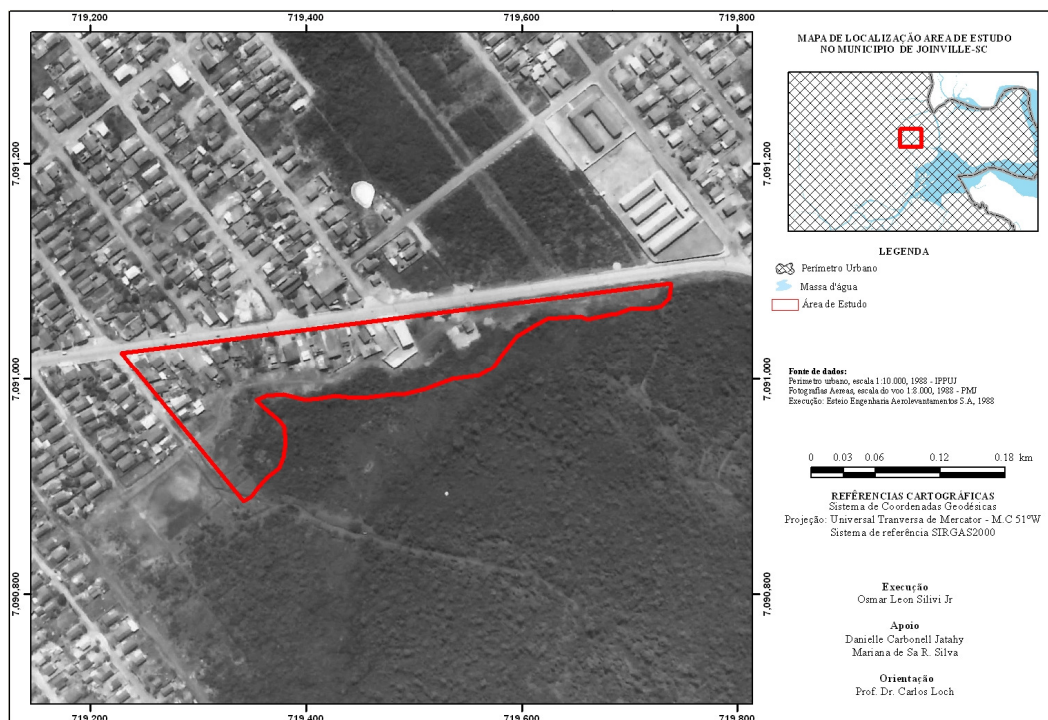 719,200 719,400 719,600 719,800
MAPA DE LOCALIZAÇÃO AREA DE ESTUDO
NO MUNICIPIO DE JOINVILLE-SC
7,091,200 7,091,200
LEGENDA
Perímetro Urbano
Massa d'água
Área de Estudo
7,091,000 7,091,000
Fonte de dados:
Perimetro urbano, escala 1:10.000, 1988 - IPPUJ
Fotografias Aereas, escala do voo 1:8.000, 1988 - PMJ
Execução: Esteio Engenharia Aerolevantamentos S.A, 1988
0 0.03 0.06 0.12 0.18 km
REFÊRENCIAS CARTOGRÁFICAS
Sistema de Coordenadas Geodésicas
Projeção: Universal Tranversa de Mercator - M.C 51ºW
Sistema de referência SIRGAS2000
7,090,800 7,090,800
Execução
Osmar Leon Silivi Jr
Apoio
Danielle Carbonell Jatahy
Mariana de Sa R. Silva
Orientação
Prof. Dr. Carlos Loch
719,200 719,400 719,600 719,800